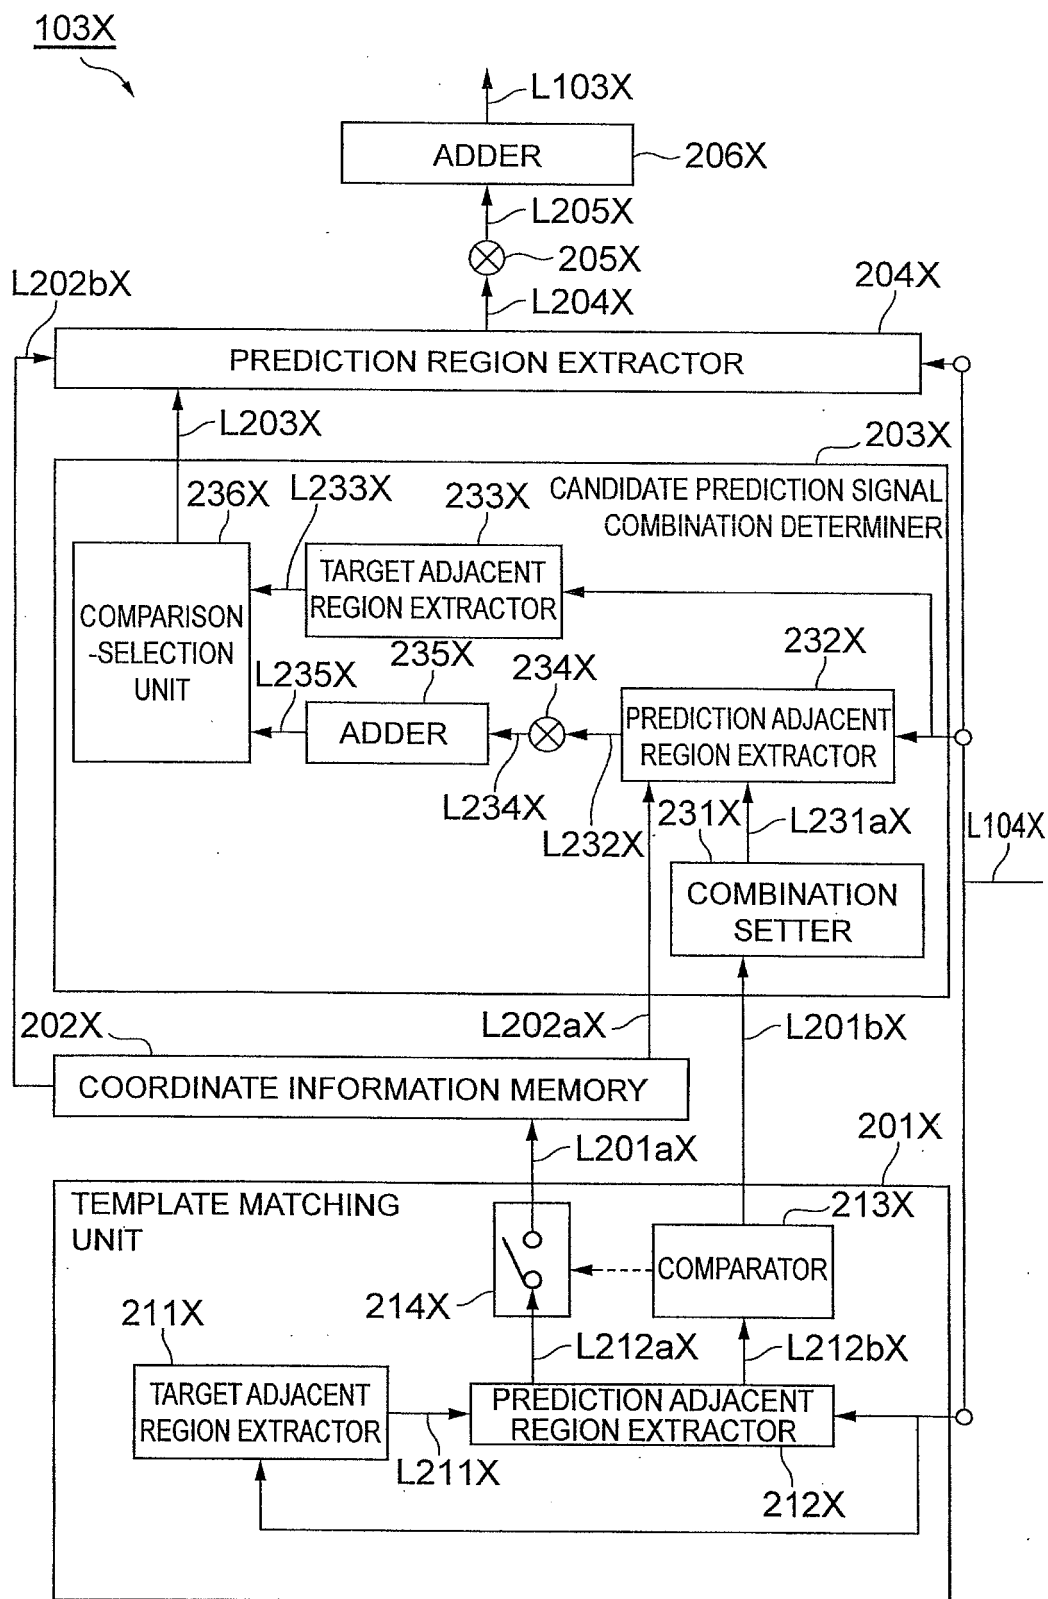 103X
L103X
ADDER
206X
L205X
205X
L202bX
L204X
204X
PREDICTION REGION EXTRACTOR
L203X
203X
236X
L233X
233X
CANDIDATE PREDICTION SIGNAL
COMBINATION DETERMINER
TARGET ADJACENT
REGION EXTRACTOR
COMPARISON
-SELECTION
UNIT
L235X
235X
234X
232X
ADDER
PREDICTION ADJACENT
REGION EXTRACTOR
L234X
L232X
231X
L231aX
L104X
COMBINATION
SETTER
202X
L202aX
L201bX
COORDINATE INFORMATION MEMORY
L201aX
201X
TEMPLATE MATCHING
UNIT
213X
COMPARATOR
214X
211X
L212aX
L212bX
TARGET ADJACENT
REGION EXTRACTOR
PREDICTION ADJACENT
REGION EXTRACTOR
L211X
212X